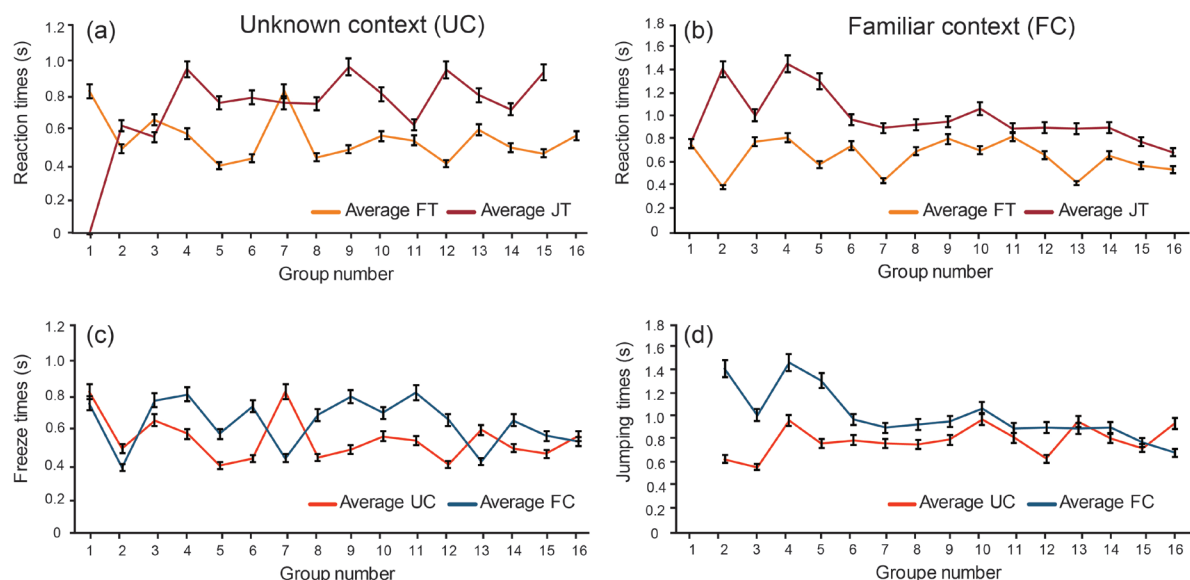 (a)
Unknown context (UC)
Reaction times (s)
1.2
1.0
0.8
0.6
0.4
0.2
0
Average FT
Average JT
1 2 3 4 5 6 7 8 9 10 11 12 13 14 15 16
Group number
(b)
Familiar context (FC)
Reaction times (s)
1.8
1.6
1.4
1.2
1.0
0.8
0.6
0.4
0.2
0
Average FT
Average JT
1 2 3 4 5 6 7 8 9 10 11 12 13 14 15 16
Group number
(c)
Freeze times (s)
1.2
1.0
0.8
0.6
0.4
0.2
0
Average UC
Average FC
1 2 3 4 5 6 7 8 9 10 11 12 13 14 15 16
Group number
(d)
Jumping times (s)
1.8
1.6
1.4
1.2
1.0
0.8
0.6
0.4
0.2
0
Average UC
Average FC
1 2 3 4 5 6 7 8 9 10 11 12 13 14 15 16
Groupe number